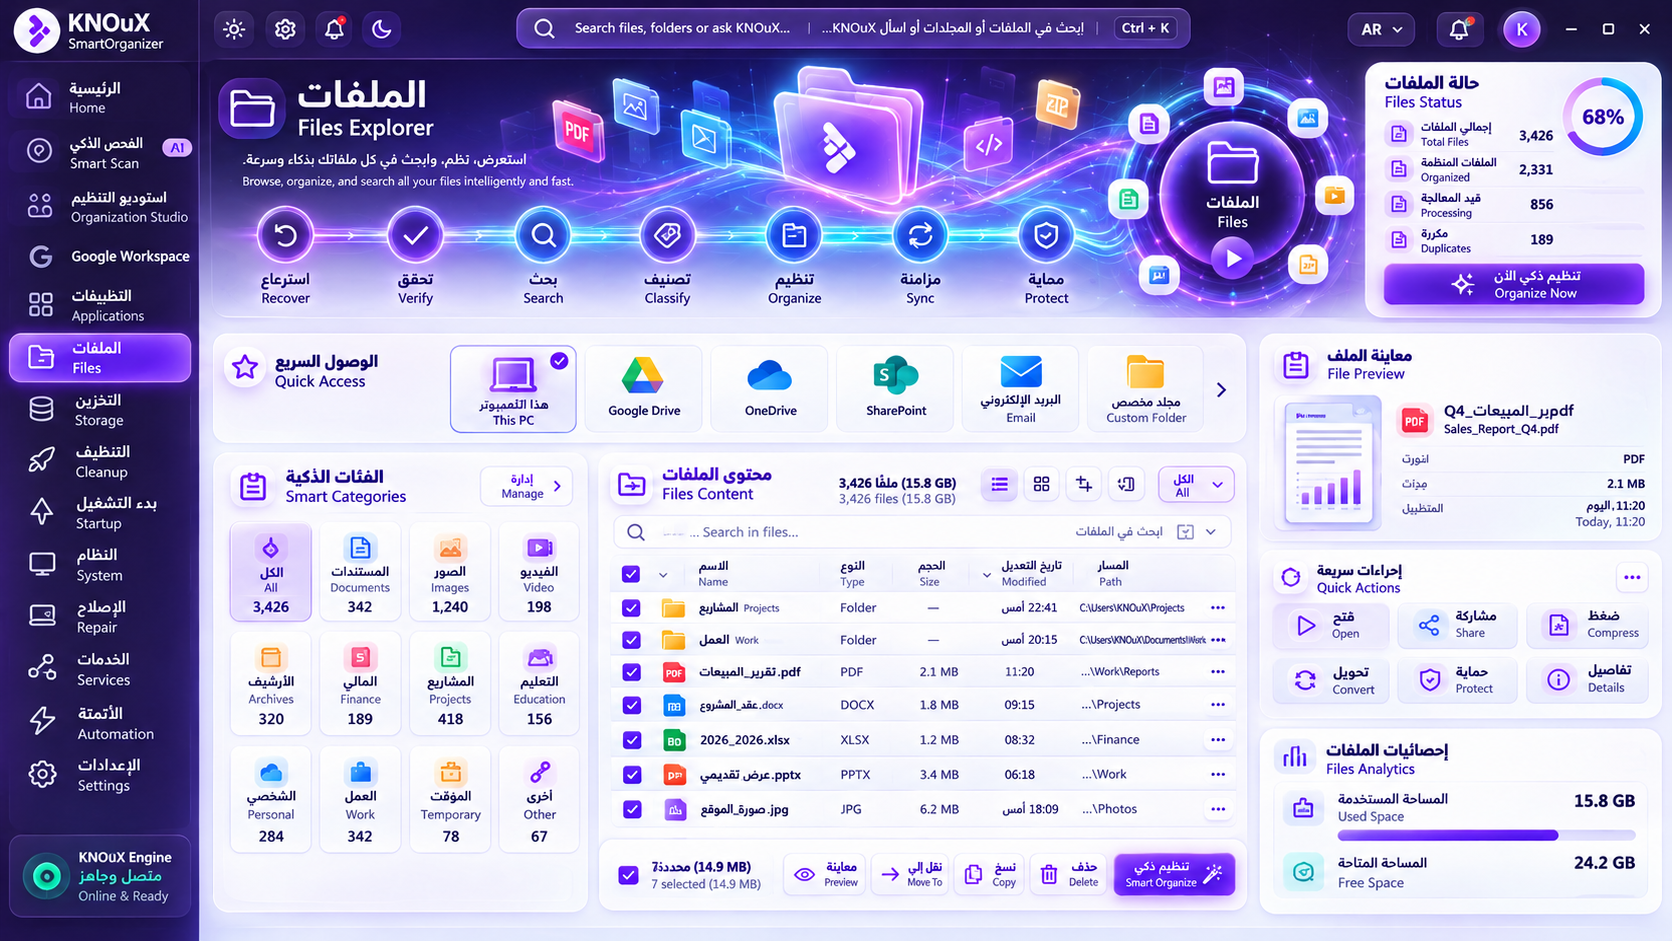 KNOuX
SmartOrganizer
Search files, folders or ask KNOuX...
إبحث في الملفات أو المجلدات أو اسأل KNOuX...
Ctrl + K
AR
K
الرئيسية
Home
الفحص الذكي
Smart Scan
AI
استوديو التنظيم
Organization Studio
Google Workspace
التطبيقات
Applications
الملفات
Files
التخزين
Storage
التنظيف
Cleanup
بدء التشغيل
Startup
النظام
System
الإصلاح
Repair
الخدمات
Services
الأتمتة
Automation
الإعدادات
Settings
KNOuX Engine
متصل وجاهز
Online & Ready
الملفات
Files Explorer
استعرض، نظم، وابحث في كل ملفاتك بذكاء وسرعة.
Browse, organize, and search all your files intelligently and fast.
PDF
ZIP
استرعاع
Recover
تحقق
Verify
بحث
Search
تصنيف
Classify
تنظيم
Organize
مزامنة
Sync
مماية
Protect
الملفات
Files
حالة الملفات
Files Status
68%
إجمالي الملفات
Total Files
3,426
الملفات المنظمة
Organized
2,331
قيد المعالجة
Processing
856
مكررة
Duplicates
189
تنظيم ذكي الأن
Organize Now
الوصول السريع
Quick Access
This PC
Google Drive
OneDrive
SharePoint
البريد الإلكتروني
Email
مجلد مخصص
Custom Folder
معاينة الملف
File Preview
PDF
Sales_Report_Q4.pdf
PDF
2.1 MB
11:20, اليوم
Today, 11:20
الفئات الذكية
Smart Categories
إدارة
Manage
الكل
All
3,426
المستندات
Documents
342
الصور
Images
1,240
الفيديو
Video
198
الأرشيف
Archives
320
المالي
Finance
189
المشاريع
Projects
418
التعليم
Education
156
الشخصي
Personal
284
العمل
Work
342
المؤقت
Temporary
78
أخرى
Other
67
محتوى الملفات
Files Content
3,426 ملفًا (15.8 GB)
3,426 files (15.8 GB)
الكل
All
... Search in files...
ابحث في الملفات
الاسم
Name
النوع
Type
الحجم
Size
تاريخ التعديل
Modified
المسار
Path
المشاريع Projects
Folder
—
22:41 أمس
C:\Users\KNOuX\Projects
العمل Work
Folder
—
20:15 أمس
C:\Users\KNOuX\Documents\Work
PDF
تقرير_المبيعات.pdf
PDF
2.1 MB
11:20
...\Work\Reports
عقد_المشروع.docx
DOCX
1.8 MB
09:15
...\Projects
2026_2026.xlsx
XLSX
1.2 MB
08:32
...\Finance
عرض تقديمي.pptx
PPTX
3.4 MB
06:18
...\Work
صورة_الموقع.jpg
JPG
6.2 MB
18:09 أمس
...\Photos
7 selected (14.9 MB)
معاينة
Preview
نقل إلى
Move To
نسخ
Copy
حذف
Delete
تنظيم ذكي
Smart Organize
إجراءات سريعة
Quick Actions
فتح
Open
مشاركة
Share
ضغط
Compress
تحويل
Convert
حماية
Protect
تفاصيل
Details
إحصائيات الملفات
Files Analytics
المساحة المستخدمة
Used Space
15.8 GB
المساحة المتاحة
Free Space
24.2 GB